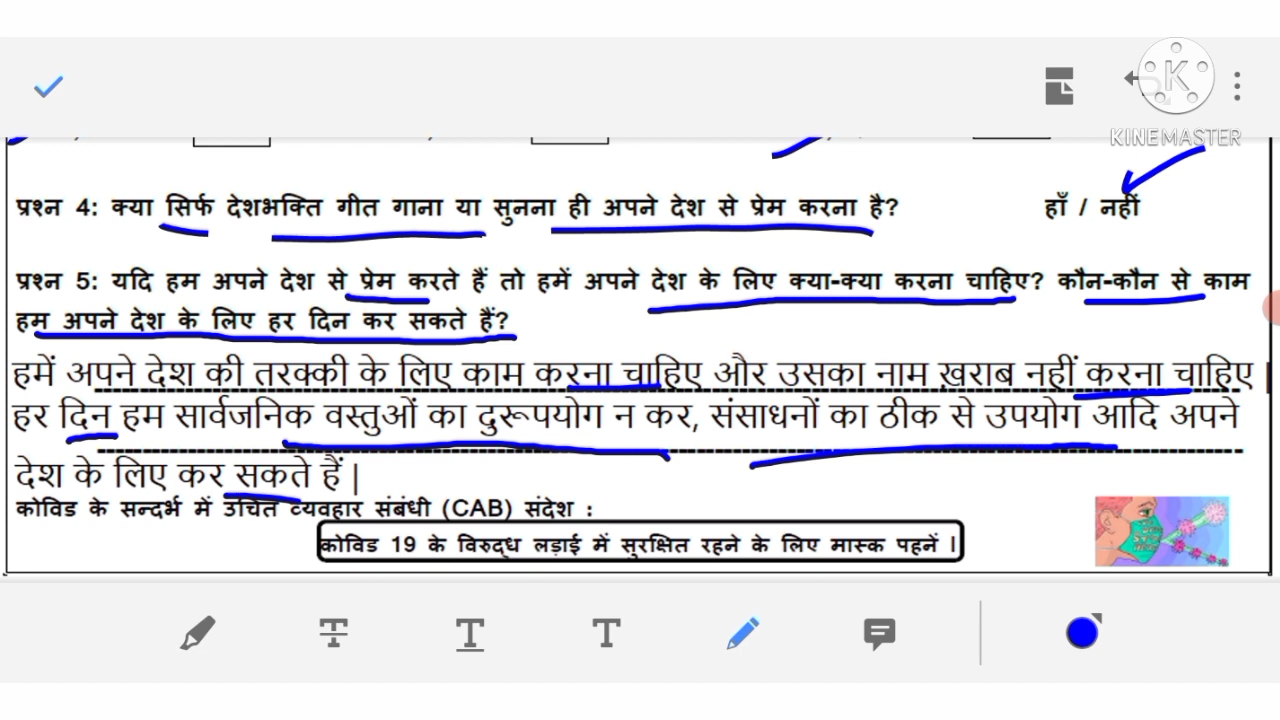 KINEMASTER
प्रश्न 4: क्या सिर्फ देशभक्ति गीत गाना या सुनना ही अपने देश से प्रेम करना है? हाँ / नहीं
प्रश्न 5: यदि हम अपने देश से प्रेम करते हैं तो हमें अपने देश के लिए क्या-क्या करना चाहिए? कौन-कौन से काम
हम अपने देश के लिए हर दिन कर सकते हैं?
हमें अपने देश की तरक्की के लिए काम करना चाहिए और उसका नाम ख़राब नहीं करना चाहिए |
हर दिन हम सार्वजनिक वस्तुओं का दुरूपयोग न कर, संसाधनों का ठीक से उपयोग आदि अपने
देश के लिए कर सकते हैं |
कोविड के सन्दर्भ में उचित व्यवहार संबंधी (CAB) संदेश :
कोविड 19 के विरुद्ध लड़ाई में सुरक्षित रहने के लिए मास्क पहनें ।